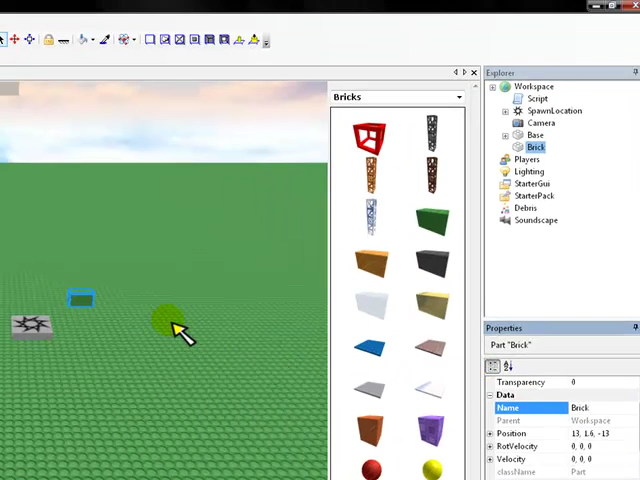 Explorer
Bricks
Workspace
Script
SpawnLocation
Camera
Base
Brick
Players
Lighting
StarterGui
StarterPack
Debris
Soundscape
Properties
Part "Brick"
Transparency 0
Data
Name Brick
Parent Workspace
Position 13, 1.6, -13
RotVelocity 0, 0, 0
Velocity 0, 0, 0
className Part